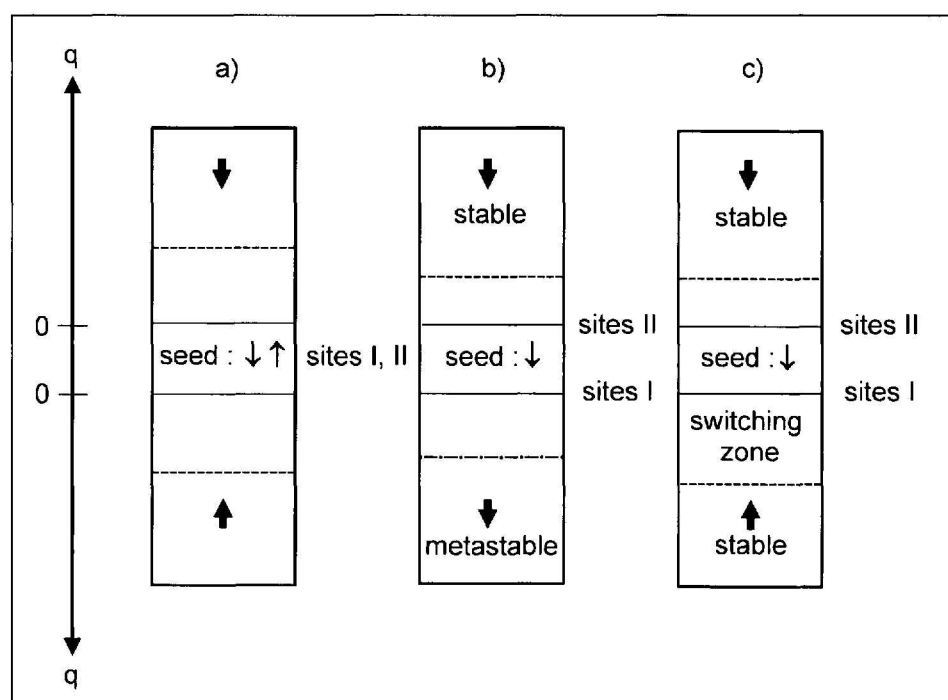 q
a)
b)
c)
stable
stable
0
sites II
sites II
seed : ↓ ↑
sites I, II
seed : ↓
seed : ↓
0
sites I
sites I
switching
zone
metastable
stable
q